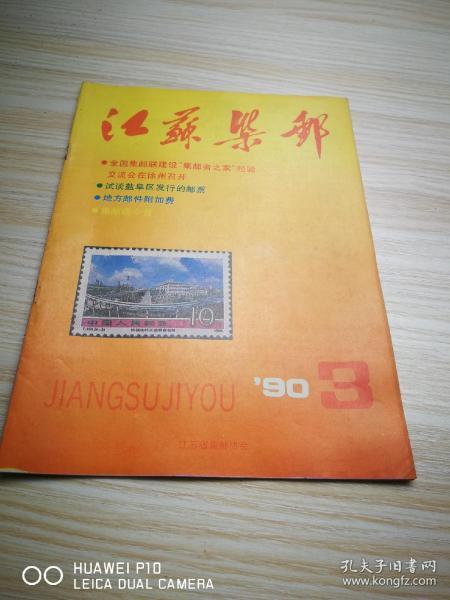 江苏集邮
●全国集邮联建设"集邮者之家"经验
交流会在徐州召开
●试谈盐阜区发行的邮票
●地方邮件附加费
中国人民邮政
10
JIANGSUJIYOU '90 3
江苏省集邮协会
HUAWEI P10
LEICA DUAL CAMERA
孔夫子旧书网
www.kongfz.com